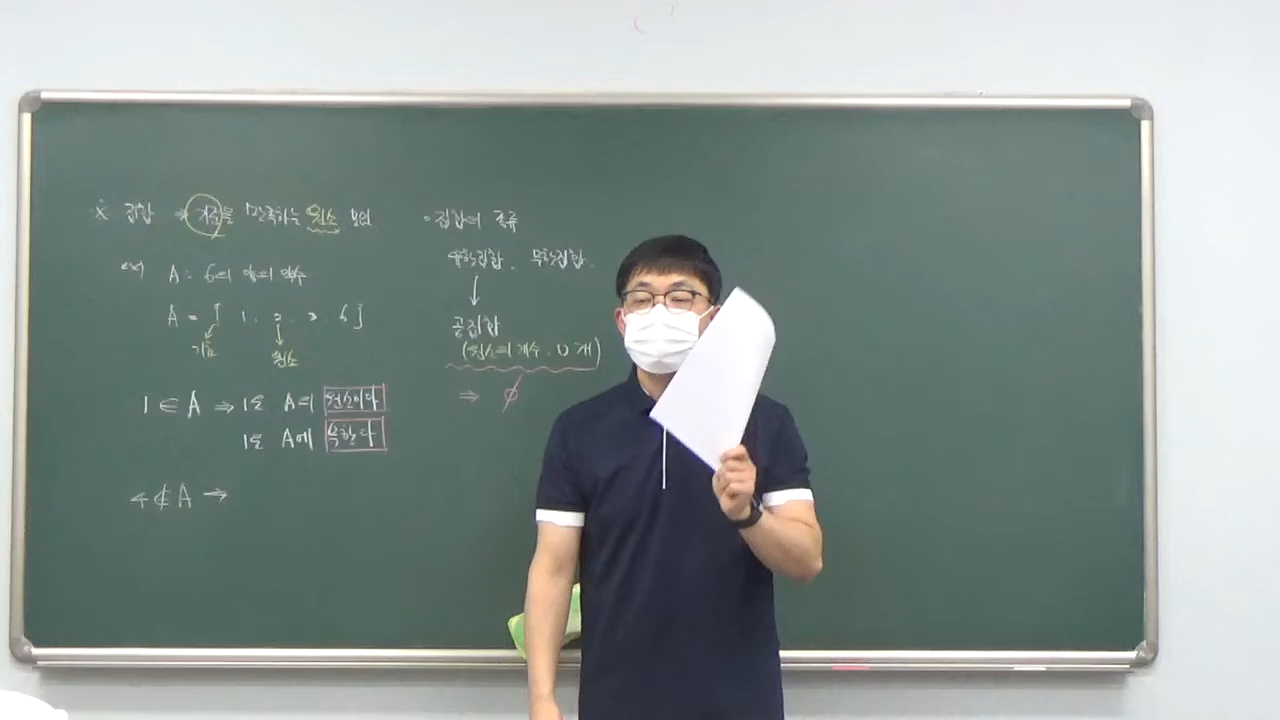 ※ 집합 ⇒ 기준을 만족하는 원소 모임
ex) A : 6의 양의 약수
A = { 1, 2, 3, 6 }
기호 원소
1 ∈ A ⇒ 1은 A의 원소이다
1은 A에 속한다
4 ∉ A ⇒
◦ 집합의 종류
유한집합, 무한집합.
↓
공집합
(원소의 개수 : 0개)
⇒ ∅